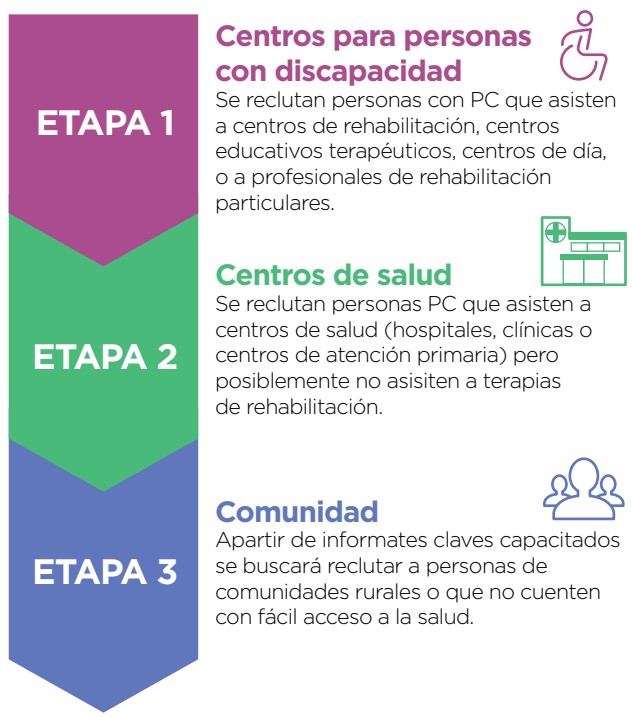 ETAPA 1
Centros para personas
con discapacidad
Se reclutan personas con PC que asisten
a centros de rehabilitación, centros
educativos terapéuticos, centros de día,
o a profesionales de rehabilitación
particulares.
ETAPA 2
Centros de salud
Se reclutan personas PC que asisten a
centros de salud (hospitales, clínicas o
centros de atención primaria) pero
posiblemente no asisiten a terapias
de rehabilitación.
ETAPA 3
Comunidad
Apartir de informates claves capacitados
se buscará reclutar a personas de
comunidades rurales o que no cuenten
con fácil acceso a la salud.